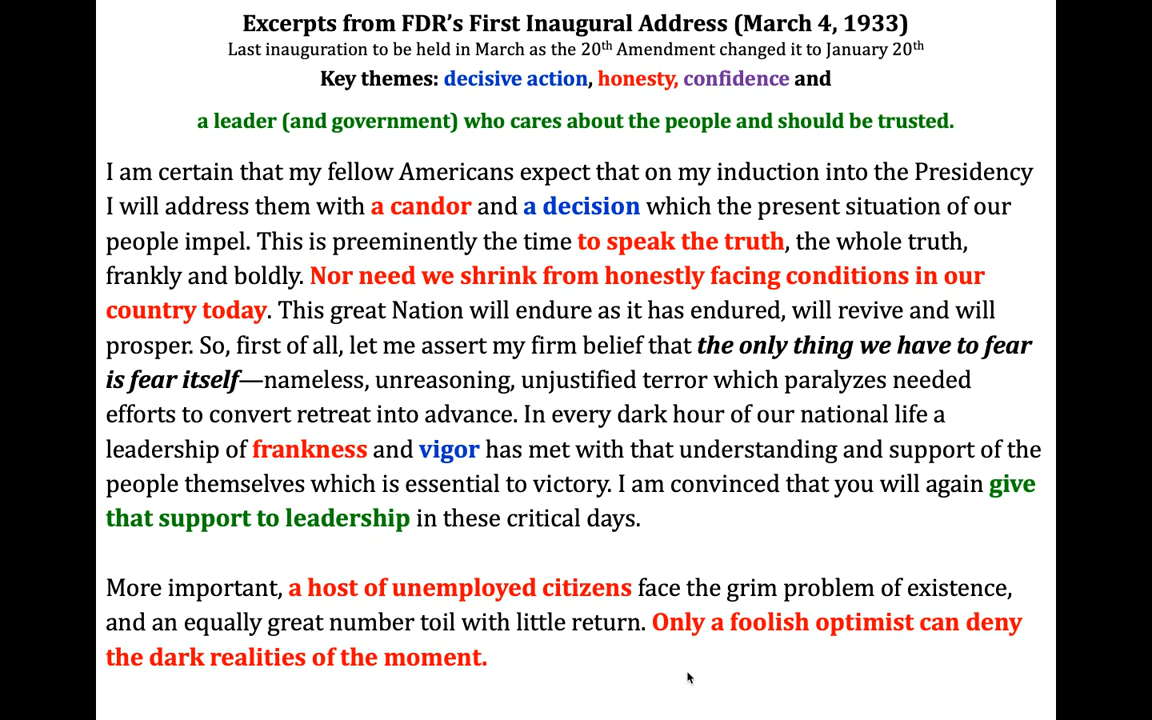 Excerpts from FDR's First Inaugural Address (March 4, 1933)
Last inauguration to be held in March as the 20th Amendment changed it to January 20th
Key themes: decisive action, honesty, confidence and
a leader (and government) who cares about the people and should be trusted.
I am certain that my fellow Americans expect that on my induction into the Presidency
I will address them with a candor and a decision which the present situation of our
people impel. This is preeminently the time to speak the truth, the whole truth,
frankly and boldly. Nor need we shrink from honestly facing conditions in our
country today. This great Nation will endure as it has endured, will revive and will
prosper. So, first of all, let me assert my firm belief that the only thing we have to fear
is fear itself—nameless, unreasoning, unjustified terror which paralyzes needed
efforts to convert retreat into advance. In every dark hour of our national life a
leadership of frankness and vigor has met with that understanding and support of the
people themselves which is essential to victory. I am convinced that you will again give
that support to leadership in these critical days.
More important, a host of unemployed citizens face the grim problem of existence,
and an equally great number toil with little return. Only a foolish optimist can deny
the dark realities of the moment.